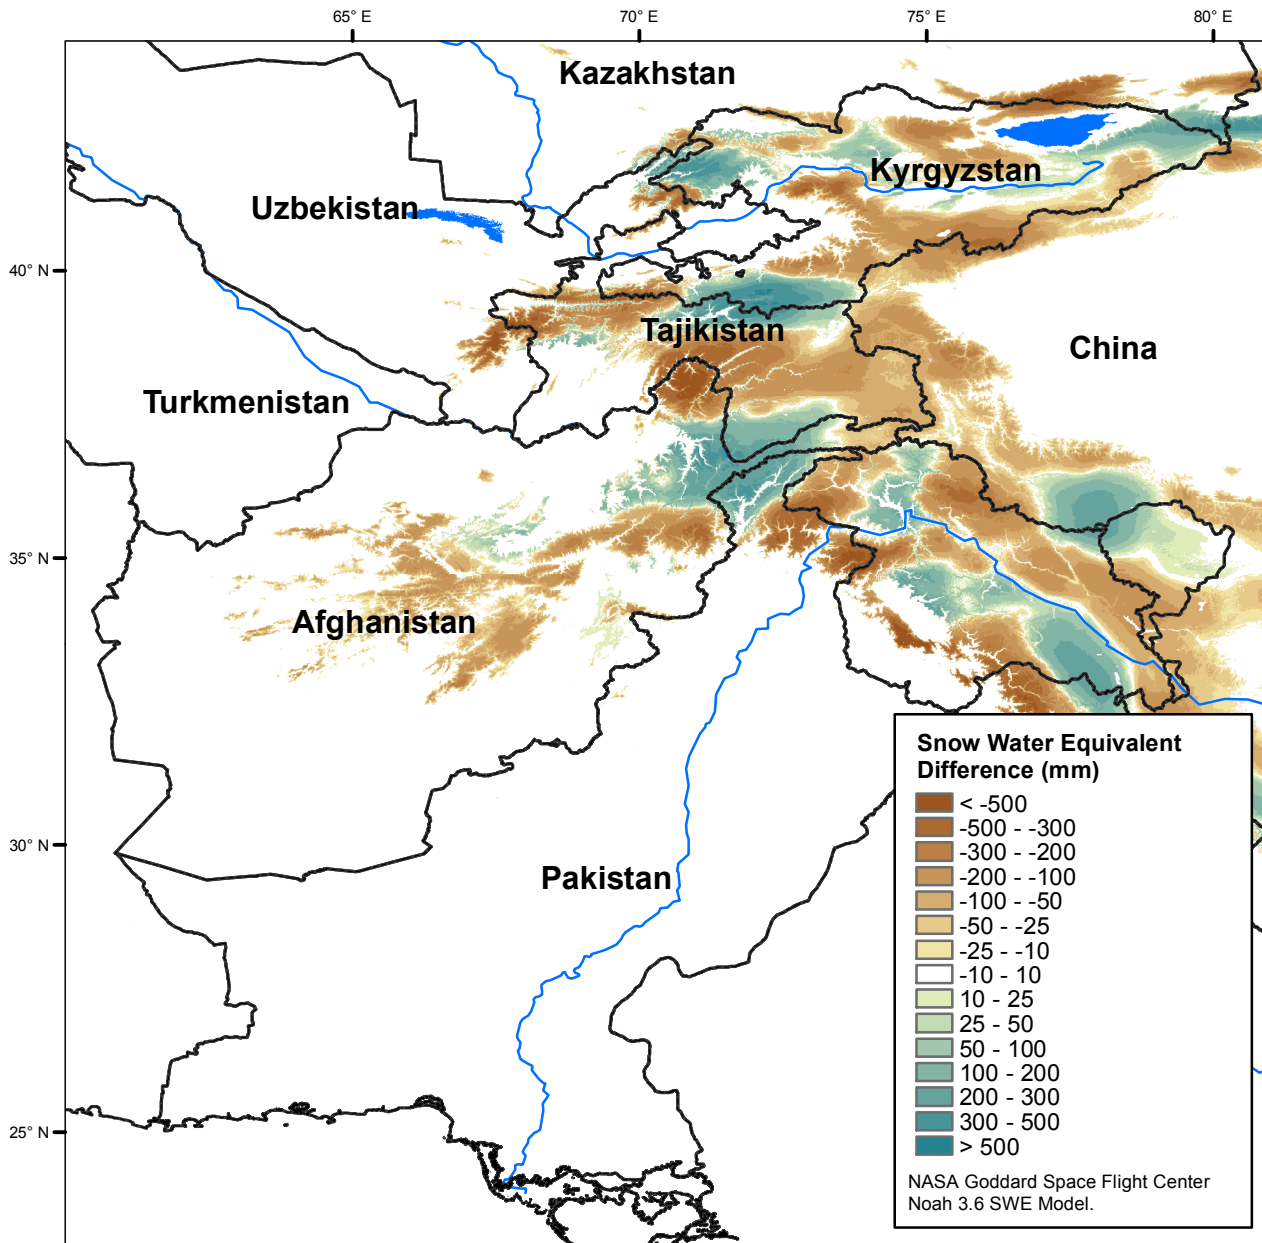 65° E
70° E
75° E
80° E
Kazakhstan
Kyrgyzstan
Uzbekistan
40° N
Tajikistan
China
Turkmenistan
35° N
Afghanistan
Snow Water Equivalent
Difference (mm)
< -500
-500 - -300
-300 - -200
-200 - -100
-100 - -50
-50 - -25
-25 - -10
-10 - 10
10 - 25
25 - 50
50 - 100
100 - 200
200 - 300
300 - 500
> 500
NASA Goddard Space Flight Center
Noah 3.6 SWE Model.
30° N
Pakistan
25° N